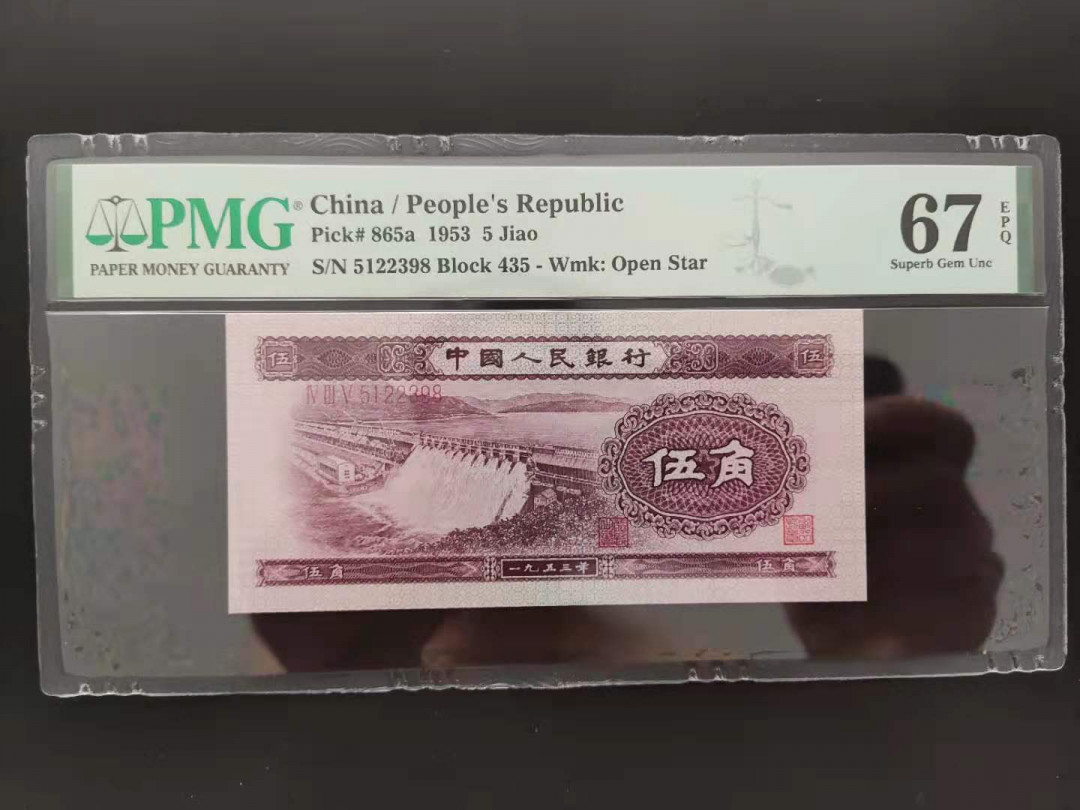 PMG®
PAPER MONEY GUARANTY
China / People's Republic
Pick# 865a 1953 5 Jiao
S/N 5122398 Block 435 - Wmk: Open Star
67
EPQ
Superb Gem Unc
伍 中國人民銀行 伍
Ⅳ Ⅲ Ⅴ 5122398
伍角
伍角 一九五三年 伍角